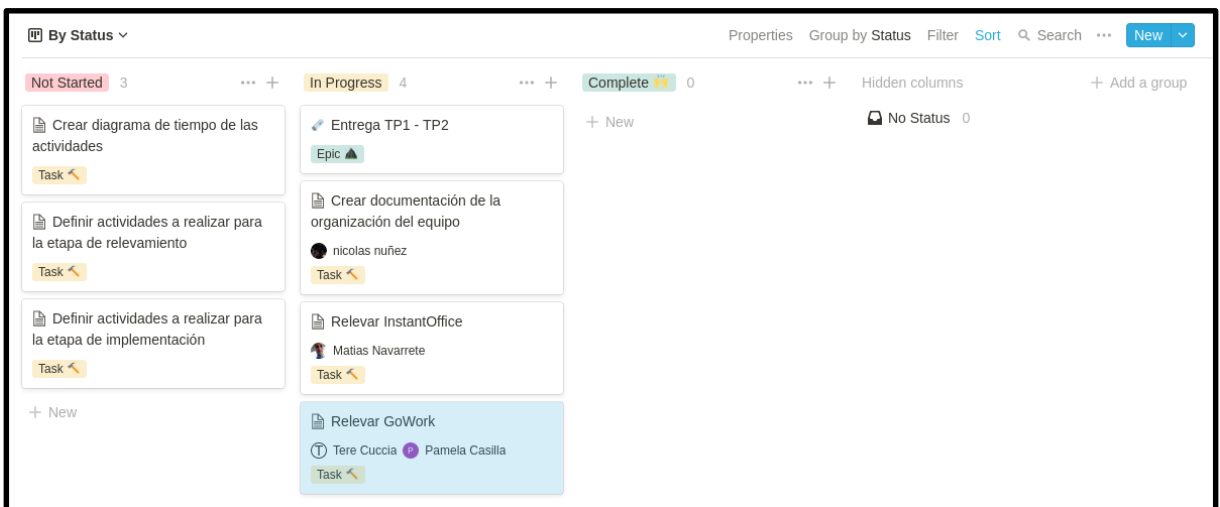 By Status
Properties Group by Status Filter Sort Search ... New
Not Started 3 ... +
Crear diagrama de tiempo de las
actividades
Task
Definir actividades a realizar para
la etapa de relevamiento
Task
Definir actividades a realizar para
la etapa de implementación
Task
+ New
In Progress 4 ... +
Entrega TP1 - TP2
Epic
Crear documentación de la
organización del equipo
nicolas nuñez
Task
Relevar InstantOffice
Matias Navarrete
Task
Relevar GoWork
T Tere Cuccia P Pamela Casilla
Task
Complete 🙌 0 ... +
+ New
Hidden columns
No Status 0
+ Add a group